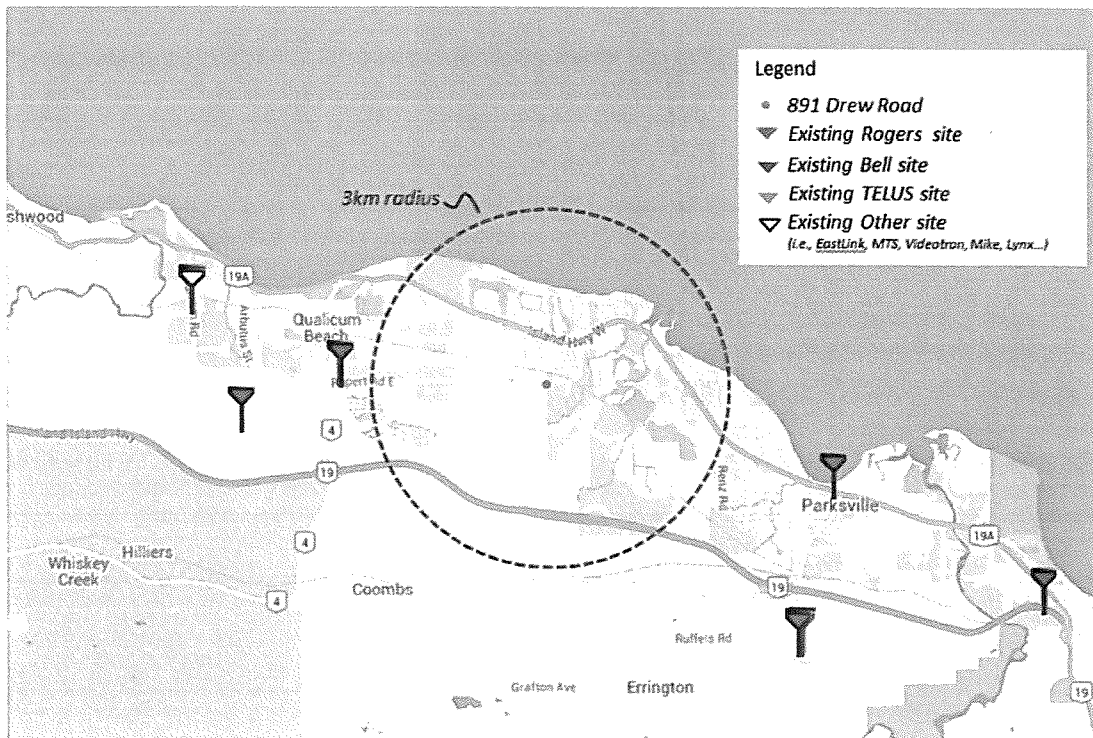 Legend
891 Drew Road
Existing Rogers site
Existing Bell site
Existing TELUS site
Existing Other site
(i.e., EastLink, MTS, Videotron, Mike, Lynx...)
3km radius
shwood
19A
Rd
Arbutus St
Qualicum
Beach
Island Hwy W
Rupert Rd E
4
Island Hwy
19
Renz Rd
Parksville
19A
4
Hilliers
Whiskey
Creek
4
Coombs
19
Ruffels Rd
Grafton Ave
Errington
19